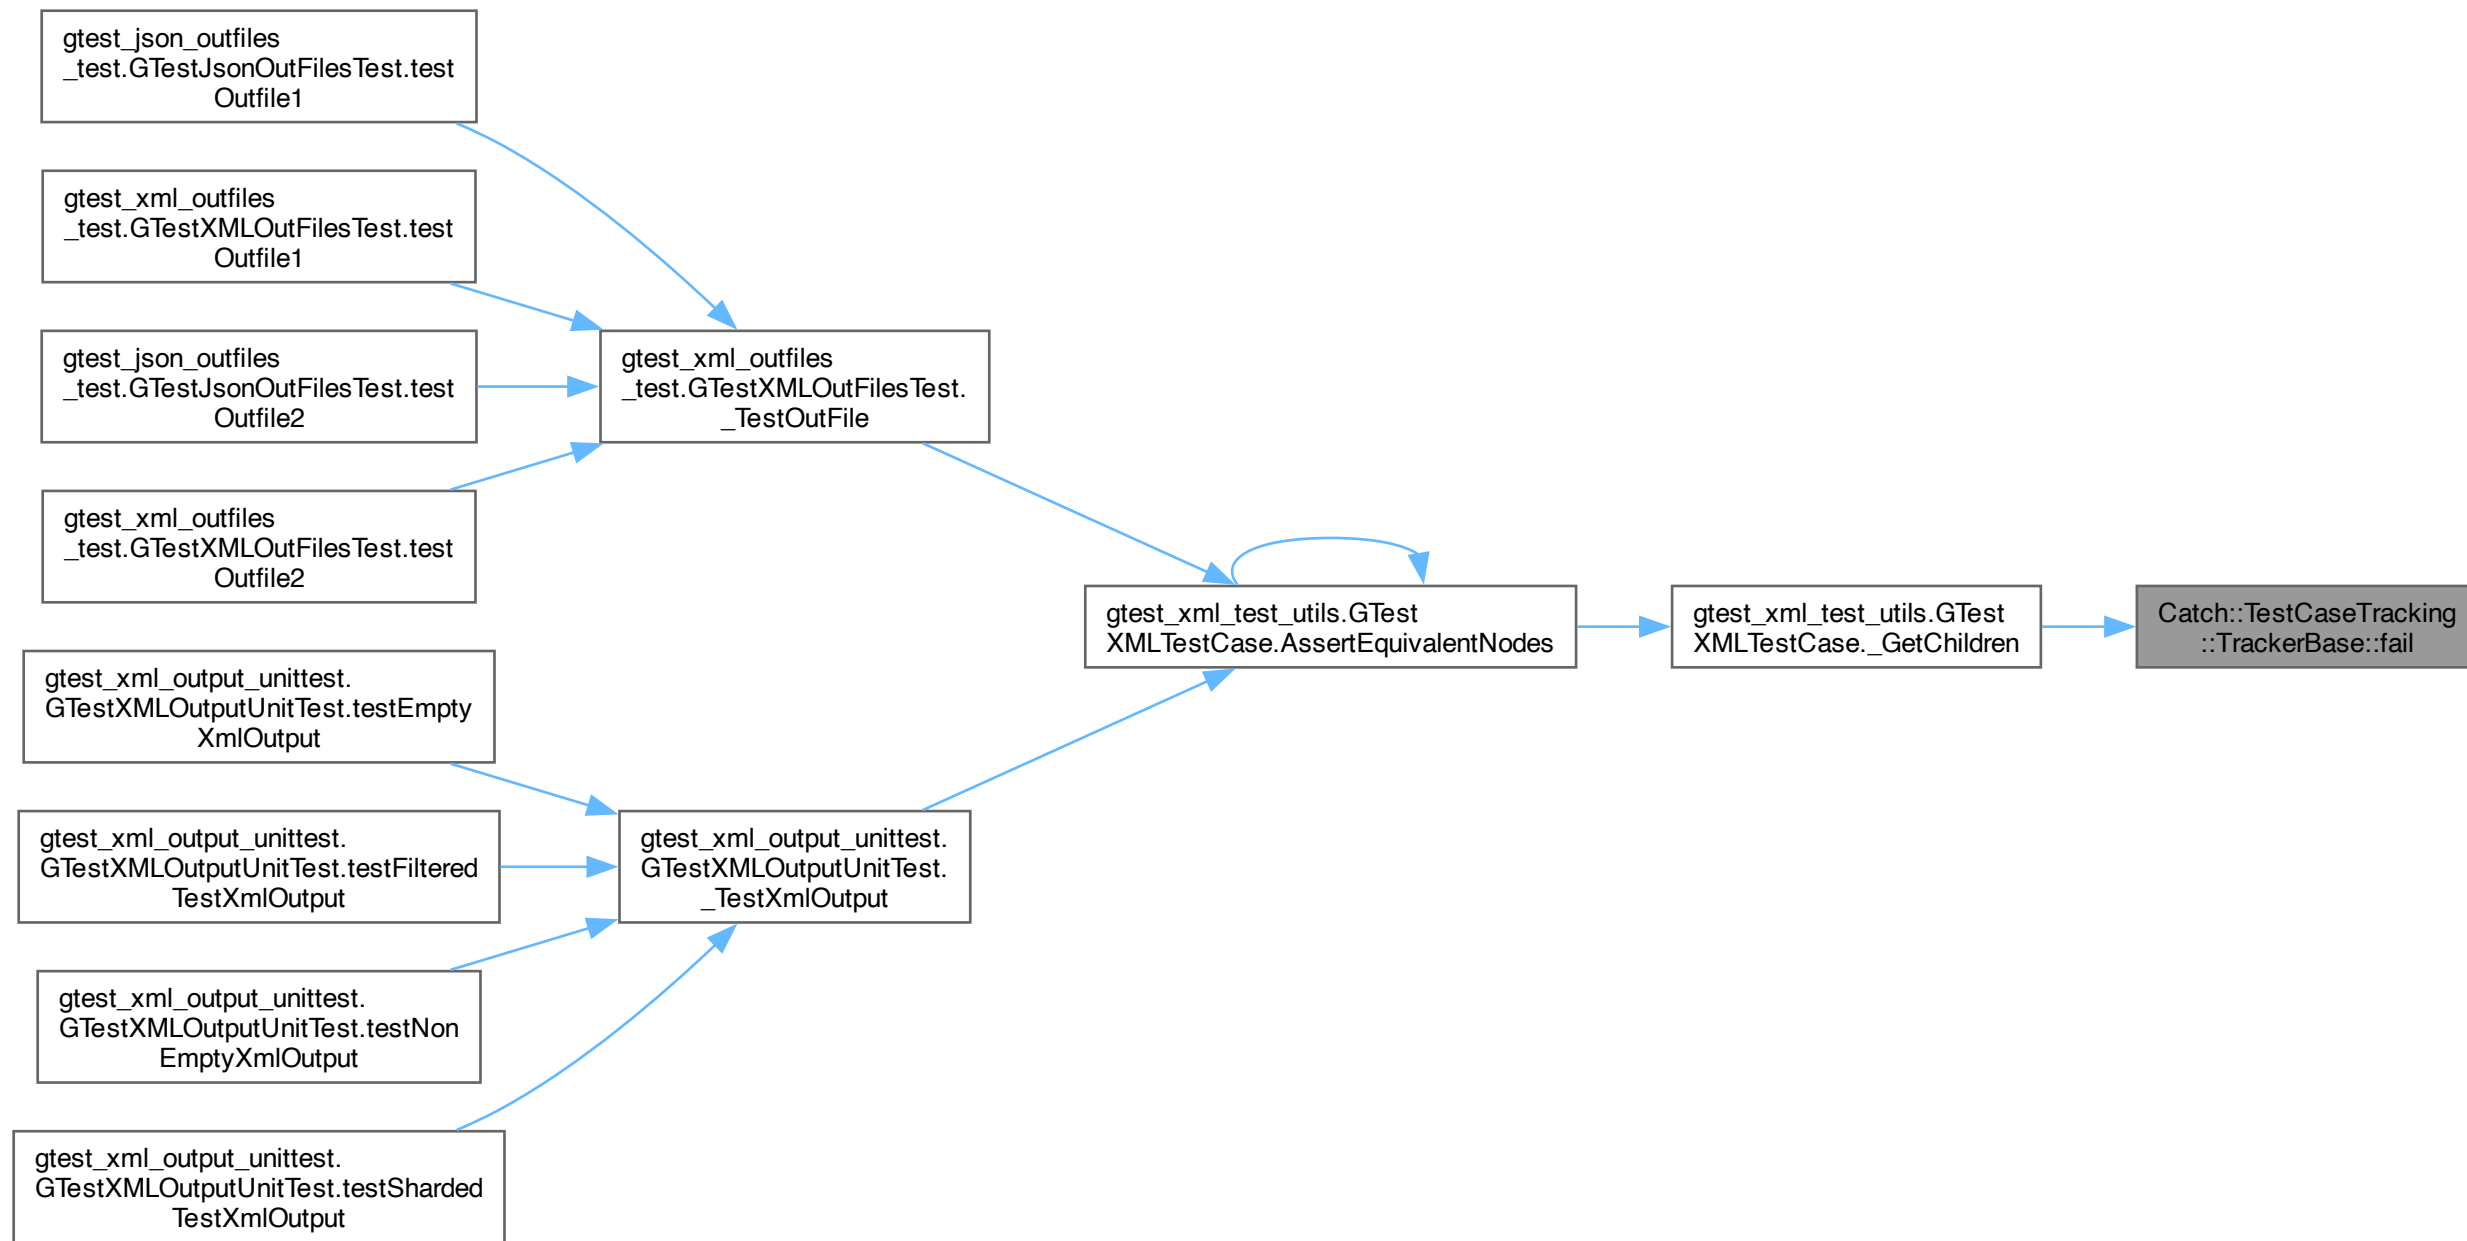 gtest_json_outfiles
_test.GTestJsonOutFilesTest.test
Outfile1
gtest_xml_outfiles
_test.GTestXMLOutFilesTest.test
Outfile1
gtest_json_outfiles
_test.GTestJsonOutFilesTest.test
Outfile2
gtest_xml_outfiles
_test.GTestXMLOutFilesTest.test
Outfile2
gtest_xml_outfiles
_test.GTestXMLOutFilesTest.
_TestOutFile
gtest_xml_test_utils.GTest
XMLTestCase.AssertEquivalentNodes
gtest_xml_test_utils.GTest
XMLTestCase._GetChildren
Catch::TestCaseTracking
::TrackerBase::fail
gtest_xml_output_unittest.
GTestXMLOutputUnitTest.testEmpty
XmlOutput
gtest_xml_output_unittest.
GTestXMLOutputUnitTest.testFiltered
TestXmlOutput
gtest_xml_output_unittest.
GTestXMLOutputUnitTest.testNon
EmptyXmlOutput
gtest_xml_output_unittest.
GTestXMLOutputUnitTest.testSharded
TestXmlOutput
gtest_xml_output_unittest.
GTestXMLOutputUnitTest.
_TestXmlOutput